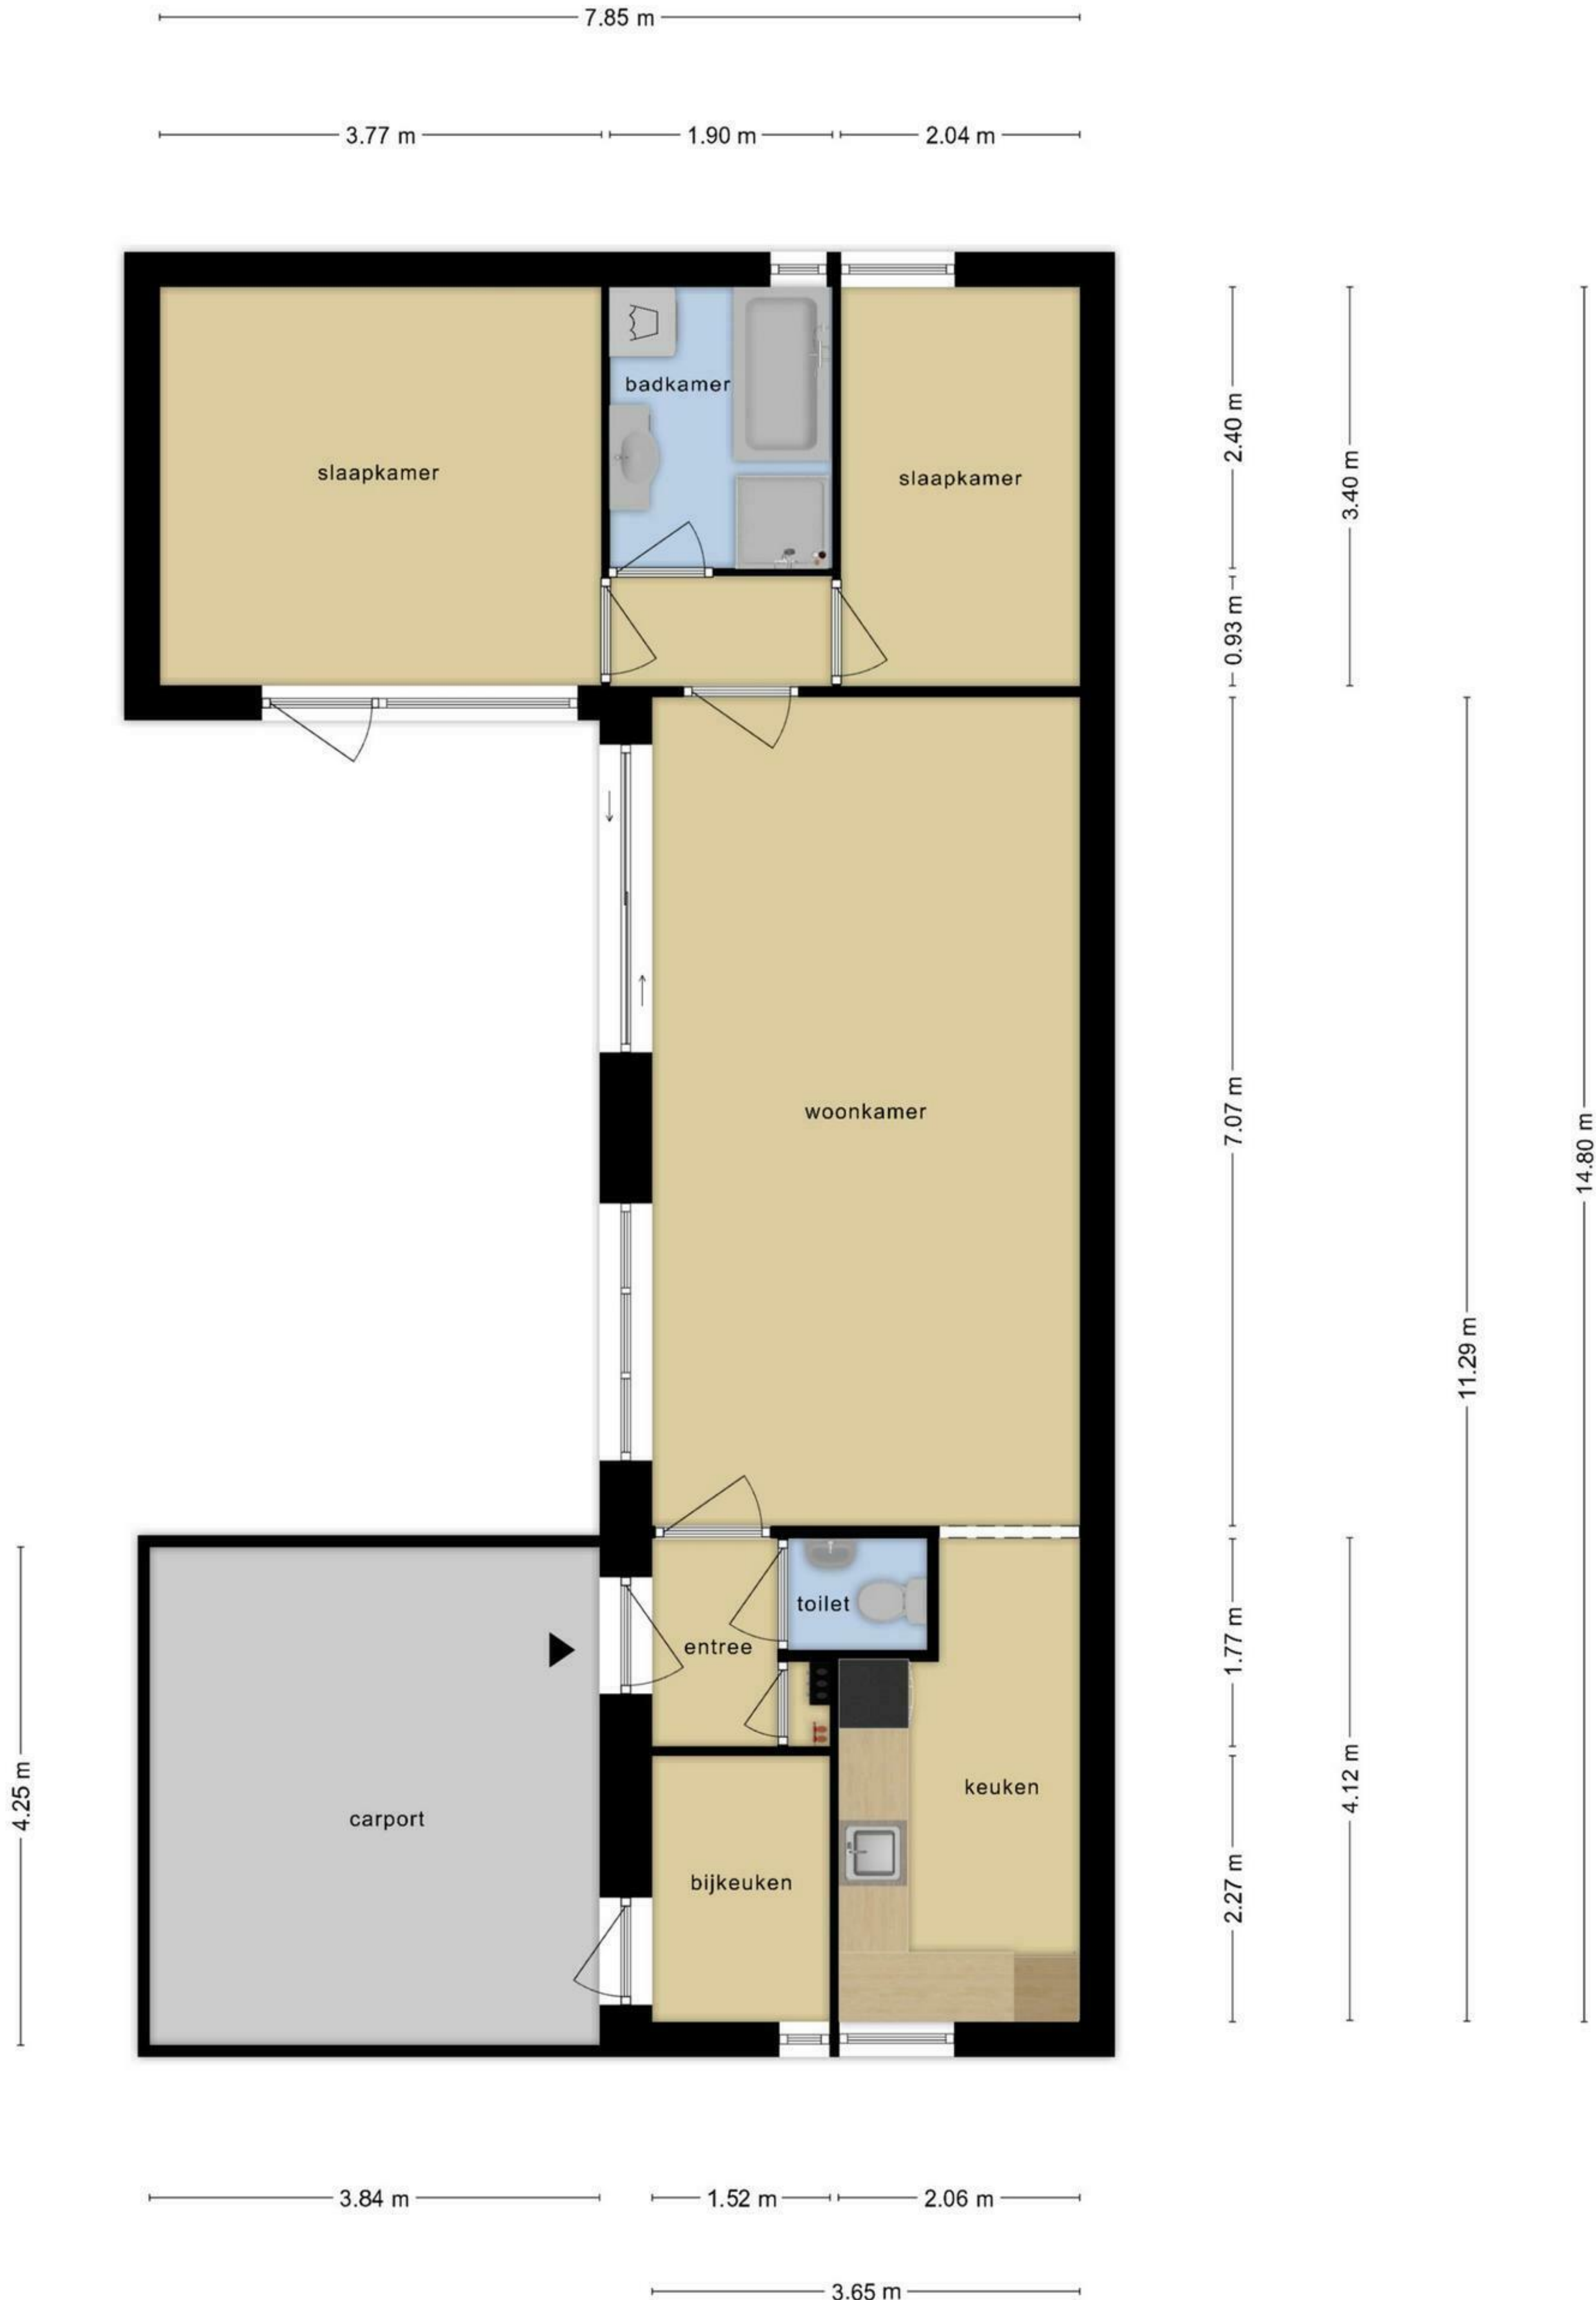 7.85 m
3.77 m
1.90 m
2.04 m
badkamer
slaapkamer
slaapkamer
2.40 m
3.40 m
0.93 m
woonkamer
7.07 m
14.80 m
11.29 m
toilet
entree
1.77 m
keuken
carport
4.25 m
4.12 m
bijkeuken
2.27 m
3.84 m
1.52 m
2.06 m
3.65 m